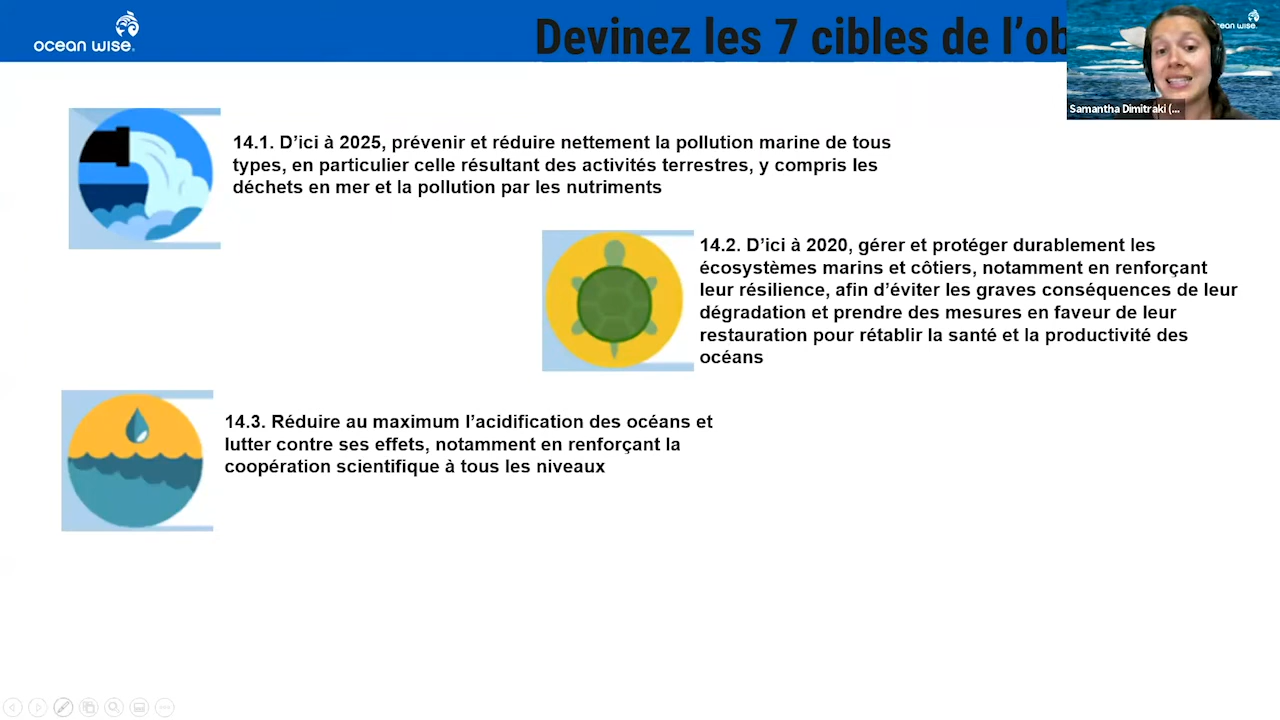 ocean wise.
Devinez les 7 cibles de l'ob
ocean wise.
Samantha Dimitraki (...
14.1. D'ici à 2025, prévenir et réduire nettement la pollution marine de tous
types, en particulier celle résultant des activités terrestres, y compris les
déchets en mer et la pollution par les nutriments
14.2. D'ici à 2020, gérer et protéger durablement les
écosystèmes marins et côtiers, notamment en renforçant
leur résilience, afin d'éviter les graves conséquences de leur
dégradation et prendre des mesures en faveur de leur
restauration pour rétablir la santé et la productivité des
océans
14.3. Réduire au maximum l'acidification des océans et
lutter contre ses effets, notamment en renforçant la
coopération scientifique à tous les niveaux